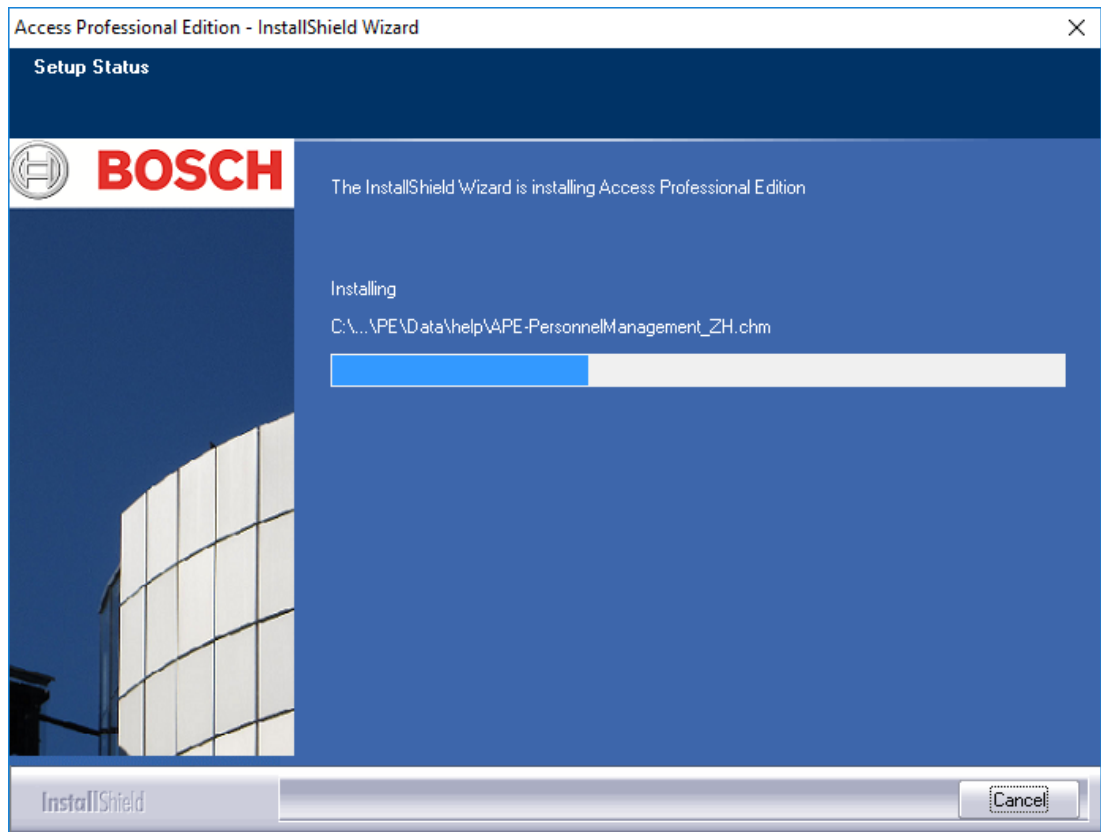 Access Professional Edition - InstallShield Wizard
Setup Status
BOSCH
The InstallShield Wizard is installing Access Professional Edition
Installing
C:\...\PE\Data\help\APE-PersonnelManagement_ZH.chm
InstallShield
Cancel